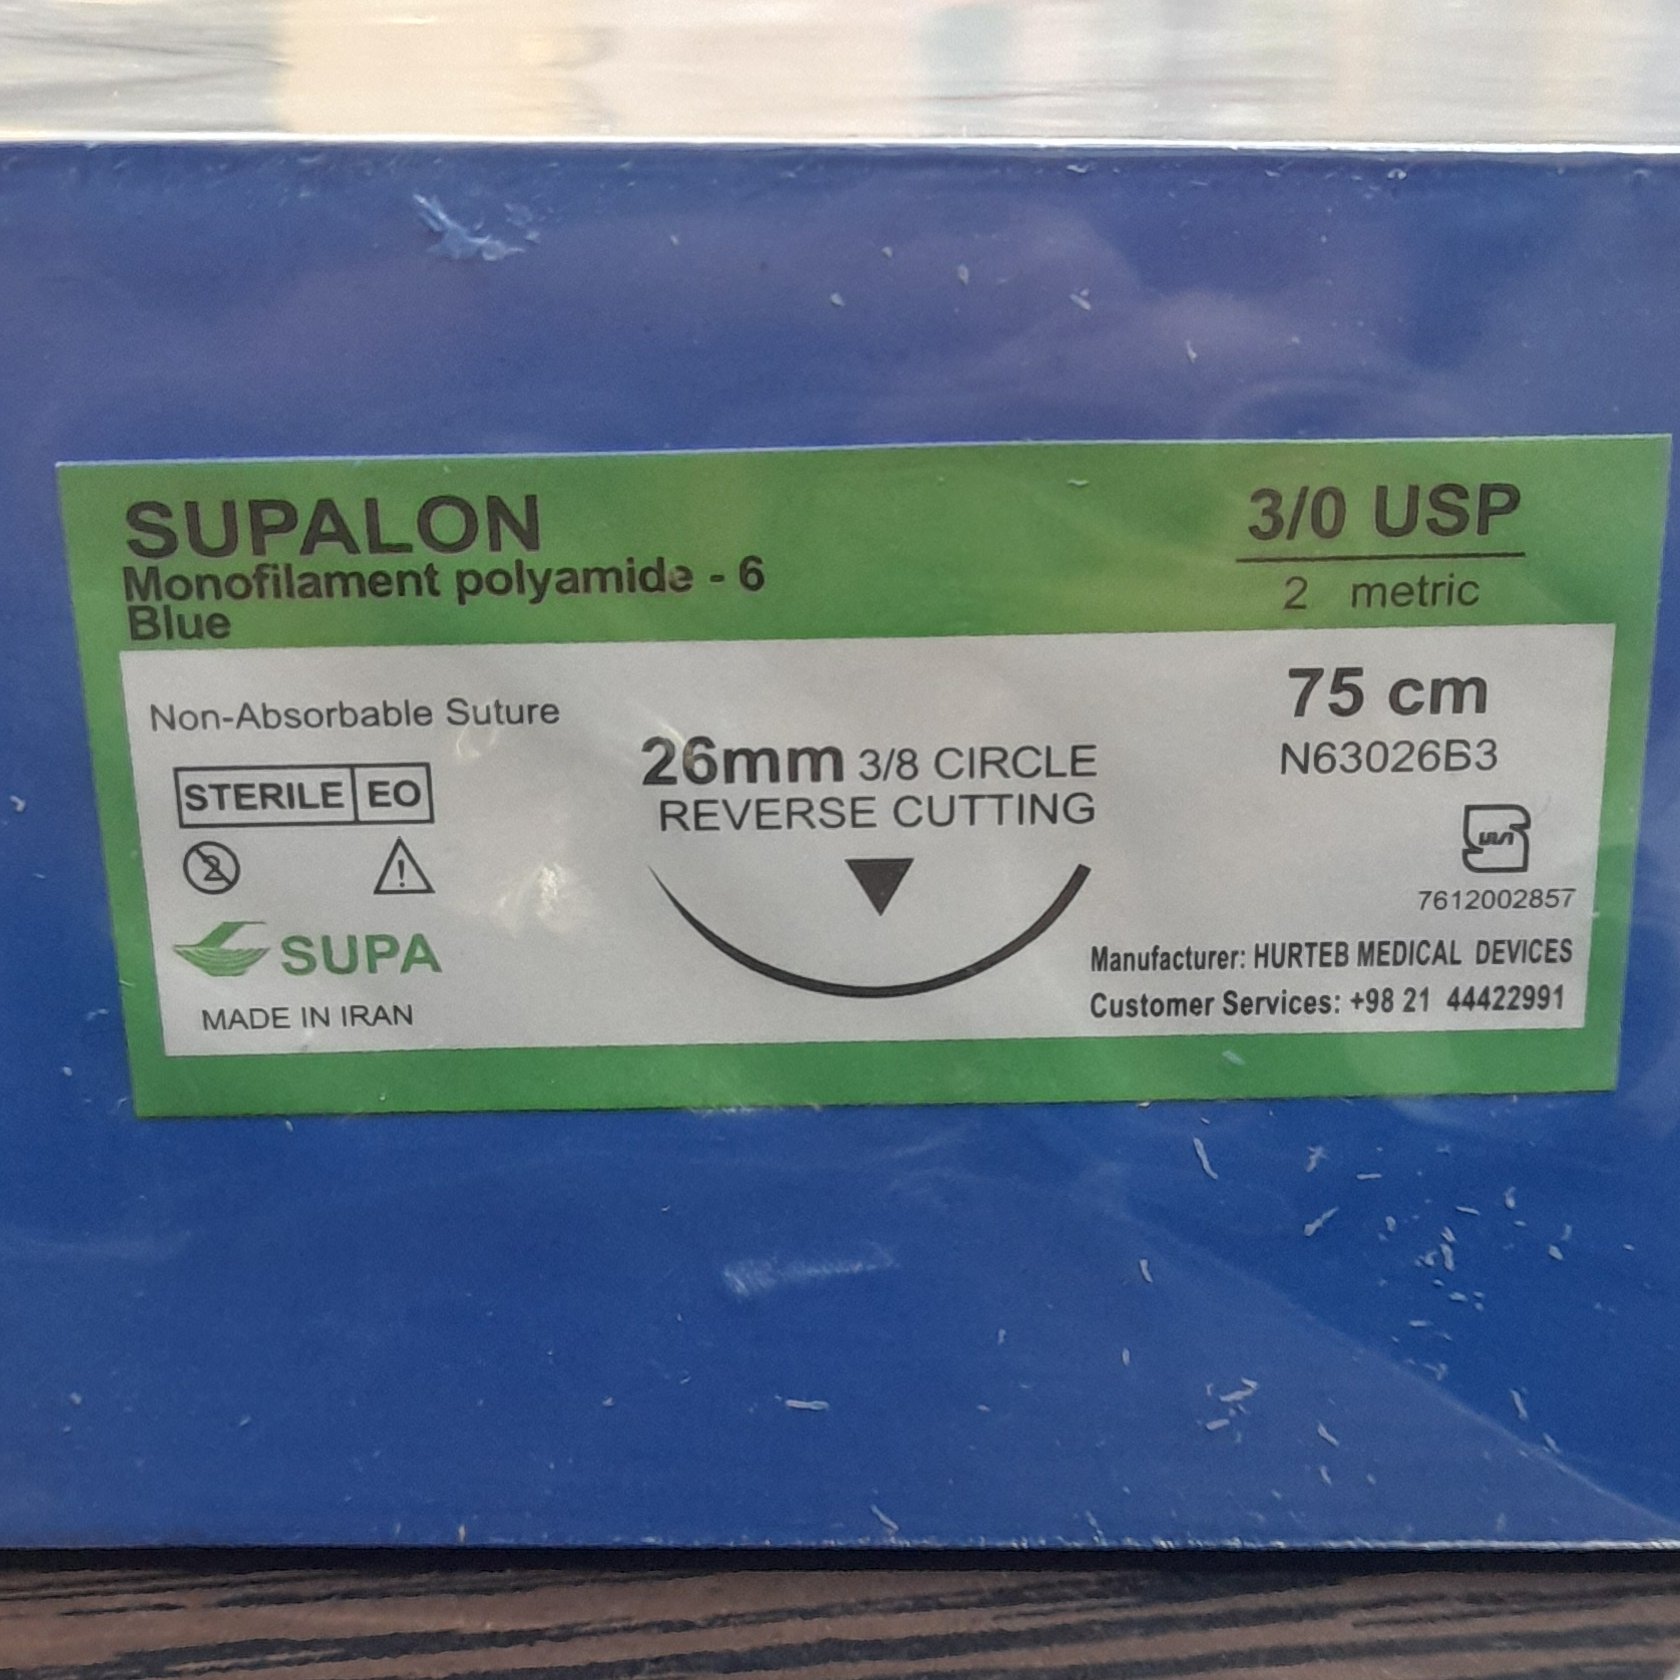 SUPALON
Monofilament polyamide - 6
Blue
3/0 USP
2 metric
Non-Absorbable Suture
STERILE EO
2
26mm 3/8 CIRCLE
REVERSE CUTTING
75 cm
N63026B3
7612002857
SUPA
MADE IN IRAN
Manufacturer: HURTEB MEDICAL DEVICES
Customer Services: +98 21 44422991